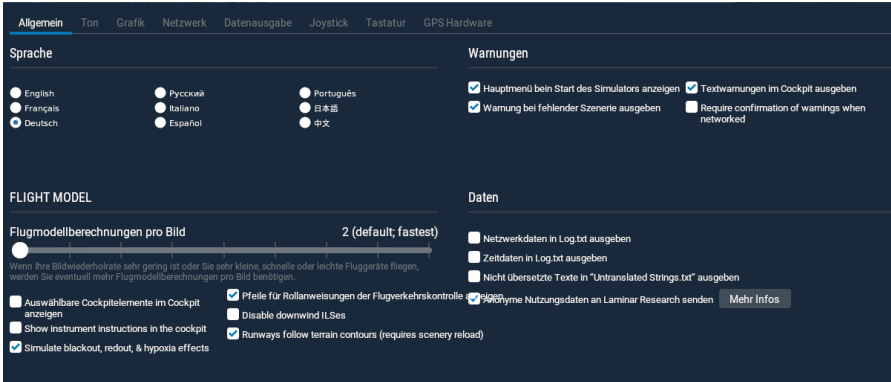 Allgemein Ton Grafik Netzwerk Datenausgabe Joystick Tastatur GPS Hardware
Sprache
English Русский Português
Français Italiano 日本語
Deutsch Español 中文
Warnungen
Hauptmenü bein Start des Simulators anzeigen Textwarnungen im Cockpit ausgeben
Warnung bei fehlender Szenerie ausgeben Require confirmation of warnings when
networked
FLIGHT MODEL
Flugmodellberechnungen pro Bild 2 (default; fastest)
Wenn Ihre Bildwiederholrate sehr gering ist oder Sie sehr kleine, schnelle oder leichte Fluggeräte fliegen,
werden Sie eventuell mehr Flugmodellberechnungen pro Bild benötigen.
Auswählbare Cockpitelemente im Cockpit
anzeigen
Show instrument instructions in the cockpit
Simulate blackout, redout, & hypoxia effects
Pfeile für Rollanweisungen der Flugverkehrskontrolle anzeigen
Disable downwind ILSes
Runways follow terrain contours (requires scenery reload)
Daten
Netzwerkdaten in Log.txt ausgeben
Zeitdaten in Log.txt ausgeben
Nicht übersetzte Texte in "Untranslated Strings.txt" ausgeben
Anonyme Nutzungsdaten an Laminar Research senden Mehr Infos